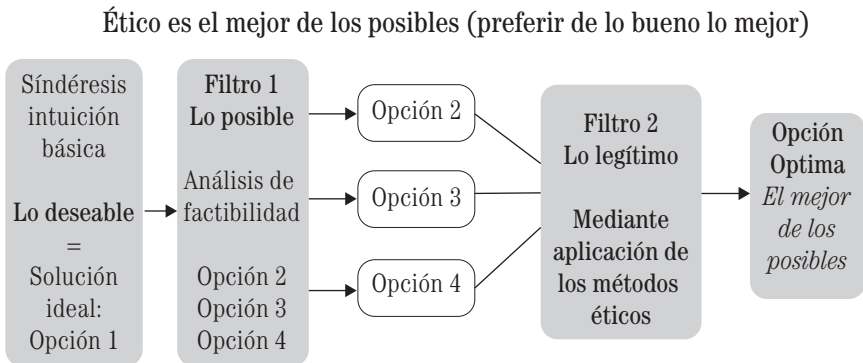 Ético es el mejor de los posibles (preferir de lo bueno lo mejor)
Síndéresis
intuición
básica
Lo deseable
=
Solución
ideal:
Opción 1
Filtro 1
Lo posible
Análisis de
factibilidad
Opción 2
Opción 3
Opción 4
Opción 2
Opción 3
Opción 4
Filtro 2
Lo legítimo
Mediante
aplicación de
los métodos
éticos
Opción
Optima
El mejor
de los
posibles